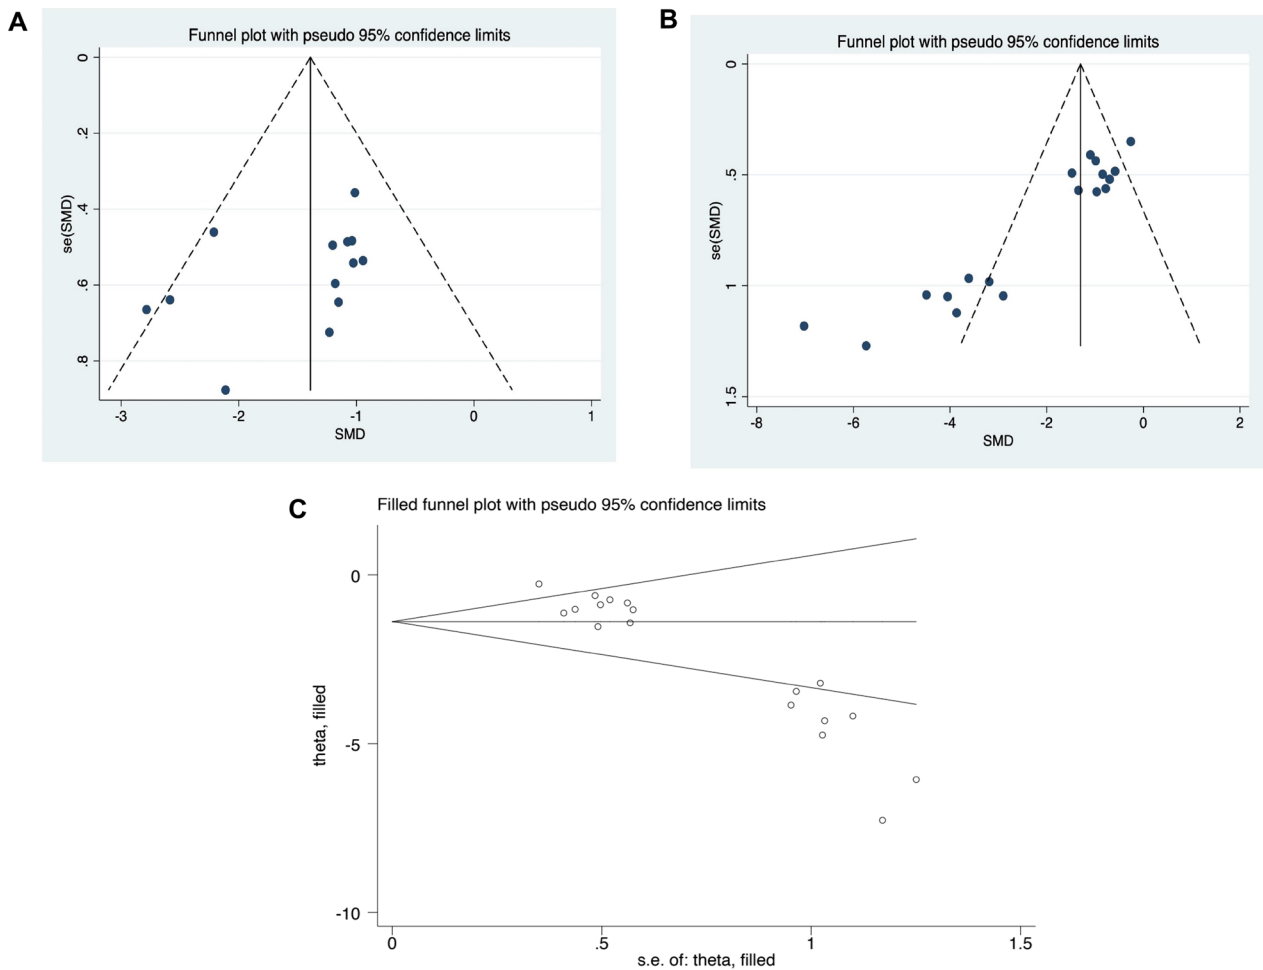 A
Funnel plot with pseudo 95% confidence limits
0
.2
.4
.6
.8
se(SMD)
-3 -2 -1 0 1
SMD
B
Funnel plot with pseudo 95% confidence limits
0
.5
1
1.5
se(SMD)
-8 -6 -4 -2 0 2
SMD
C
Filled funnel plot with pseudo 95% confidence limits
0
-5
-10
theta, filled
0 .5 1 1.5
s.e. of: theta, filled